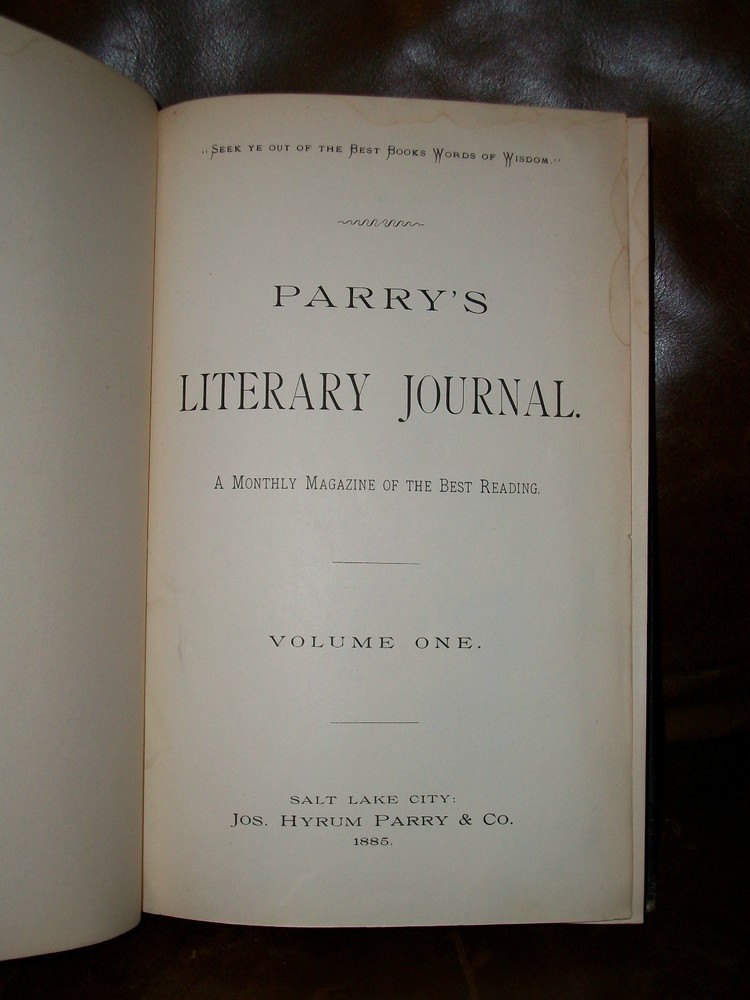 "Seek ye out of the Best Books Words of Wisdom."
PARRY'S
LITERARY JOURNAL.
A Monthly Magazine of the Best Reading.
VOLUME ONE.
SALT LAKE CITY:
Jos. Hyrum Parry & Co.
1885.